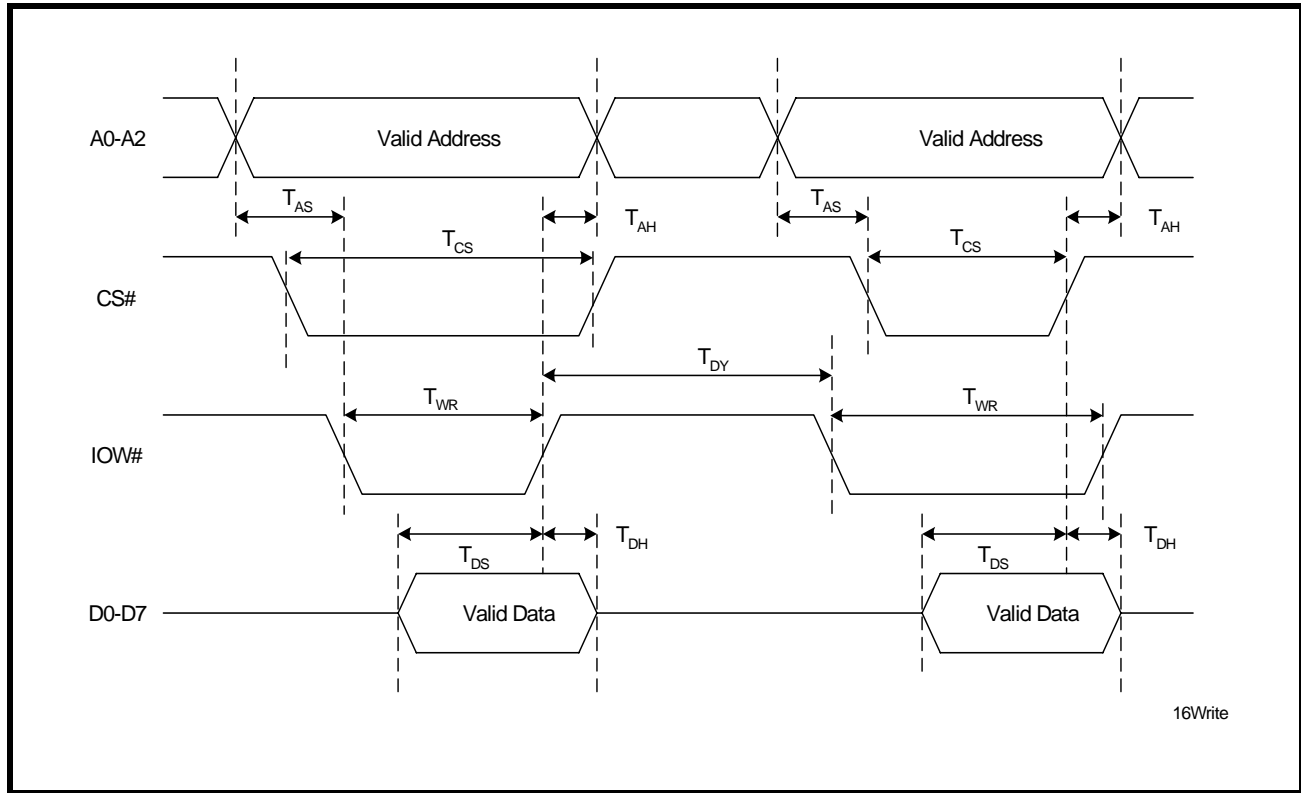 A0-A2
Valid Address
Valid Address
TAS
TAH
TAS
TAH
TCS
TCS
CS#
TDY
TWR
TWR
IOW#
TDS
TDH
TDS
TDH
D0-D7
Valid Data
Valid Data
16Write